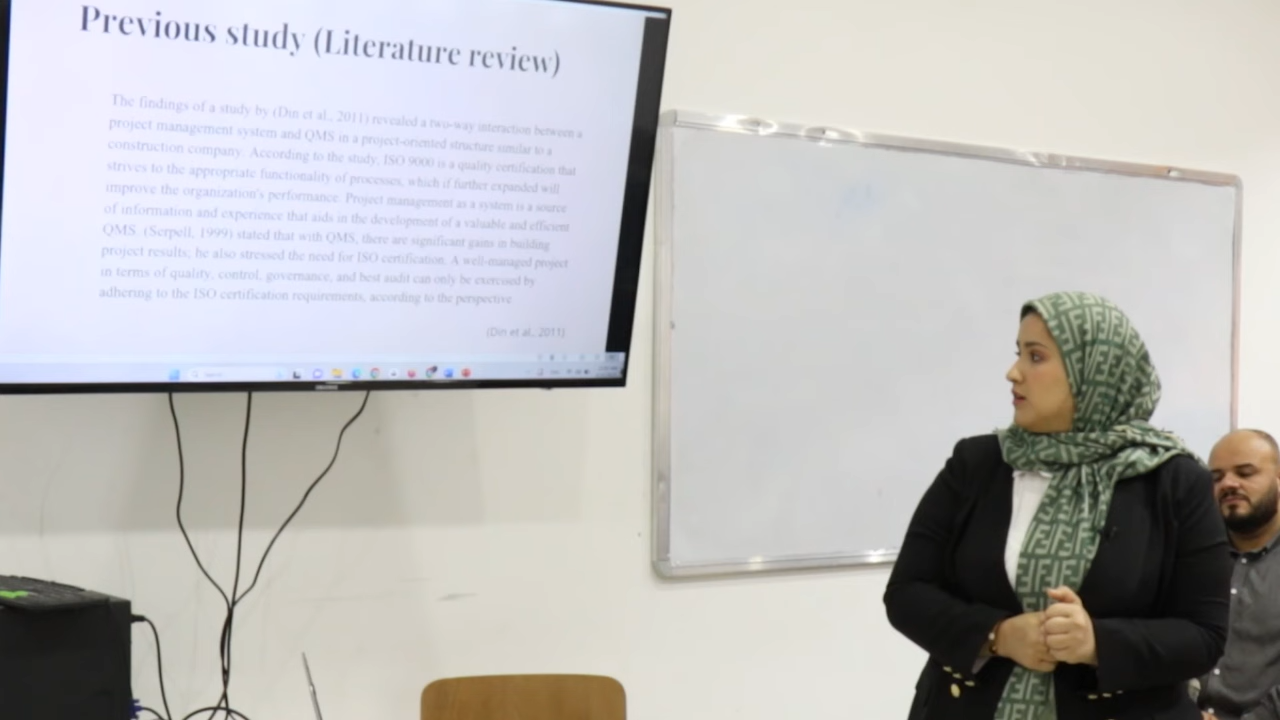 Previous study (Literature review)
The findings of a study by (Din et al., 2011) revealed a two-way interaction between a
project management system and QMS in a project-oriented structure similar to a
construction company. According to the study, ISO 9000 is a quality certification that
strives to the appropriate functionality of processes, which if further expanded will
improve the organization's performance. Project management as a system is a source
of information and experience that aids in the development of a valuable and efficient
QMS. (Serpell, 1999) stated that with QMS, there are significant gains in building
project results; he also stressed the need for ISO certification. A well-managed project
in terms of quality, control, governance, and best audit can only be exercised by
adhering to the ISO certification requirements, according to the perspective
(Din et al., 2011)